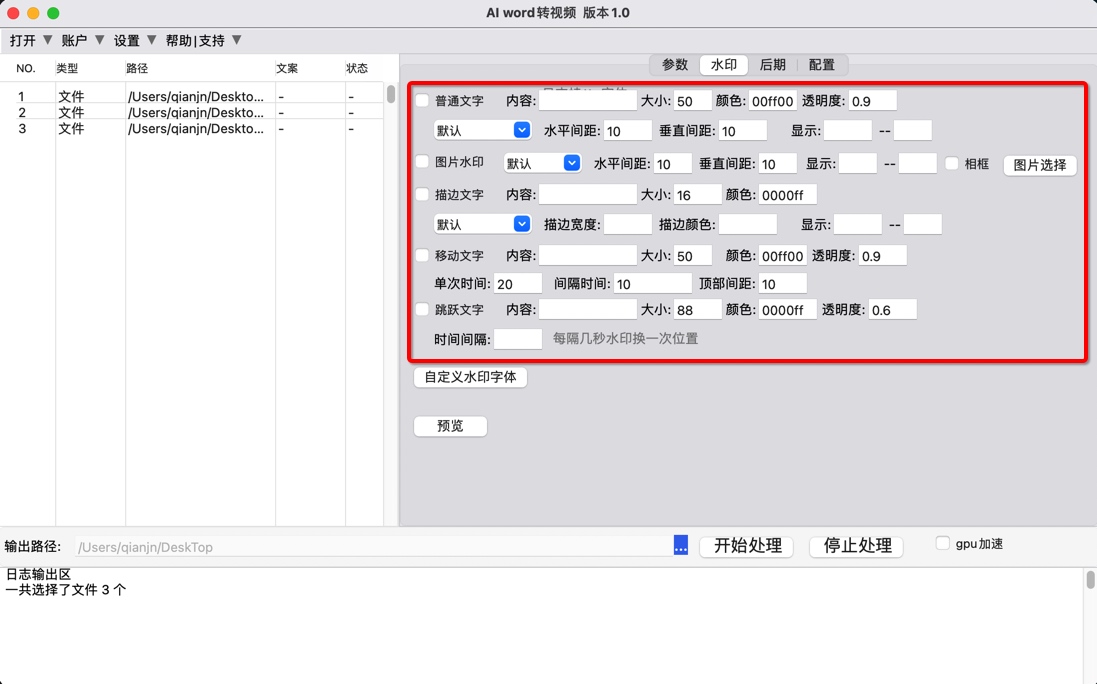 AI word转视频 版本1.0
打开 ▼ 账户 ▼ 设置 ▼ 帮助|支持 ▼
NO. 类型 路径 文案 状态
1 文件 /Users/qianjn/Deskto... - -
2 文件 /Users/qianjn/Deskto... - -
3 文件 /Users/qianjn/Deskto... - -
参数 水印 后期 配置
普通文字 内容: 大小: 50 颜色: 00ff00 透明度: 0.9
默认 水平间距: 10 垂直间距: 10 显示: --
图片水印 默认 水平间距: 10 垂直间距: 10 显示: -- 相框 图片选择
描边文字 内容: 大小: 16 颜色: 0000ff
默认 描边宽度: 描边颜色: 显示: --
移动文字 内容: 大小: 50 颜色: 00ff00 透明度: 0.9
单次时间: 20 间隔时间: 10 顶部间距: 10
跳跃文字 内容: 大小: 88 颜色: 0000ff 透明度: 0.6
时间间隔: 每隔几秒水印换一次位置
自定义水印字体
预览
输出路径: /Users/qianjn/DeskTop ... 开始处理 停止处理 gpu加速
日志输出区
一共选择了文件 3 个